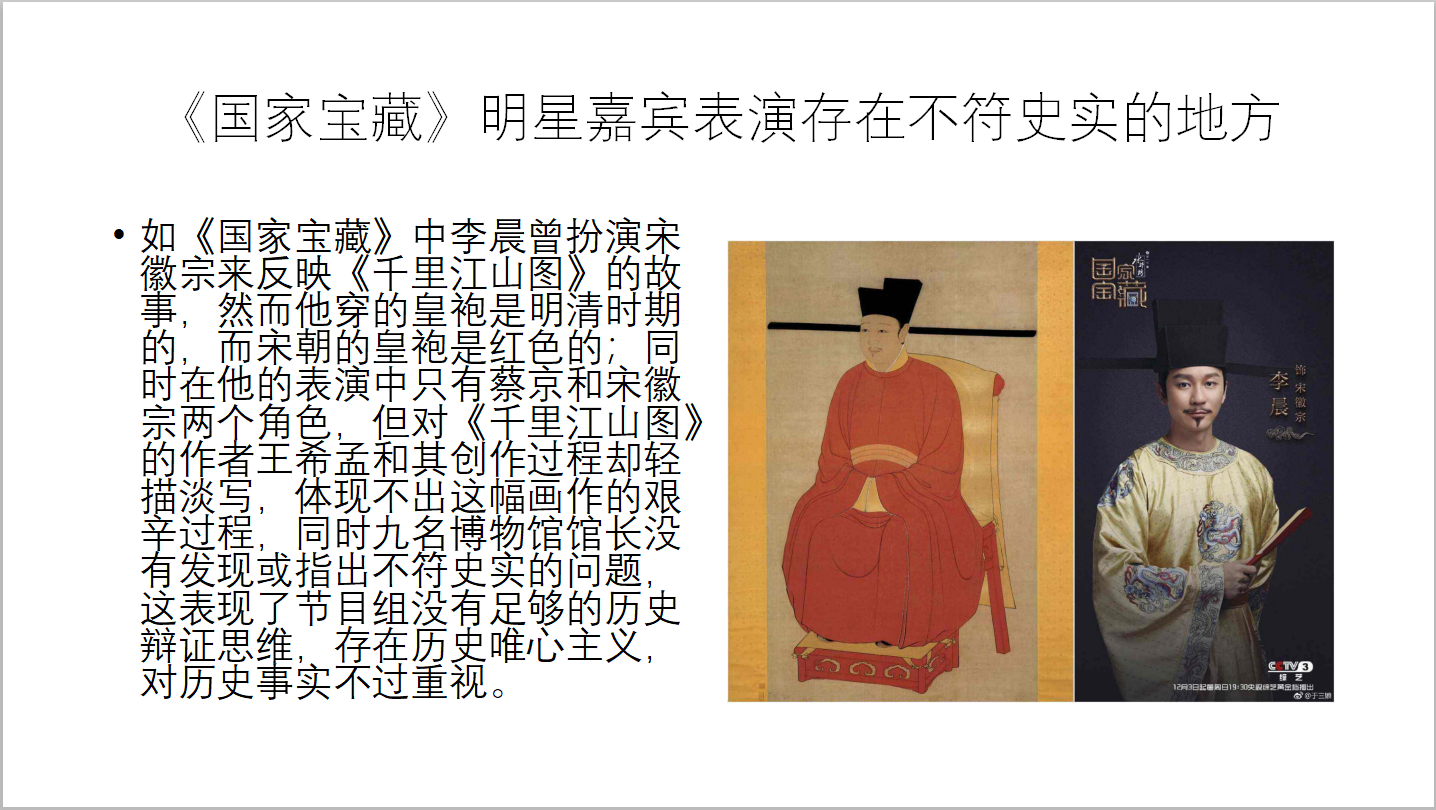 《国家宝藏》明星嘉宾表演存在不符史实的地方
• 如《国家宝藏》中李晨曾扮演宋
徽宗来反映《千里江山图》的故
事，然而他穿的皇袍是明清时期
的，而宋朝的皇袍是红色的；同
时在他的表演中只有蔡京和宋徽
宗两个角色，但对《千里江山图》
的作者王希孟和其创作过程却轻
描淡写，体现不出这幅画作的艰
辛过程，同时九名博物馆馆长没
有发现或指出不符史实的问题，
这表现了节目组没有足够的历史
辩证思维，存在历史唯心主义，
对历史事实不过重视。
国家
宝藏
饰 宋徽宗
李晨
CCTV 3
综艺
12月3日起每周日19:30央视综艺黄金档播出